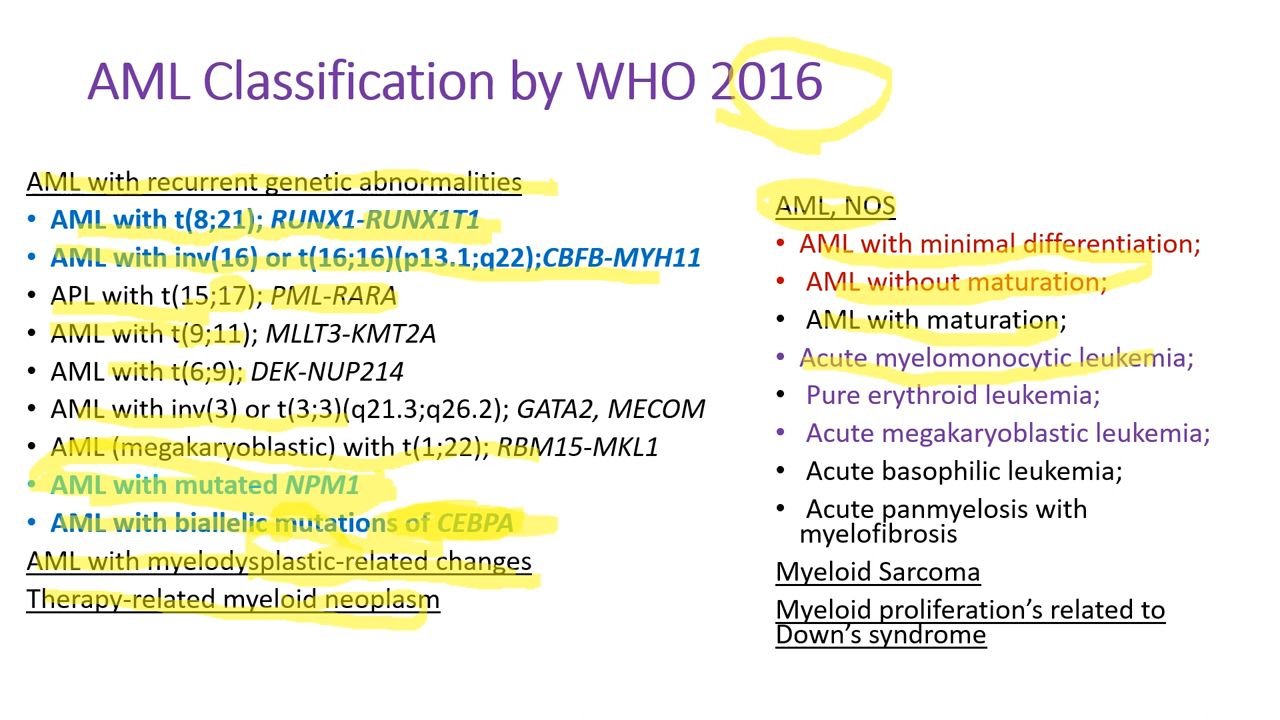 AML Classification by WHO 2016
AML with recurrent genetic abnormalities
• AML with t(8;21); RUNX1-RUNX1T1
• AML with inv(16) or t(16;16)(p13.1;q22);CBFB-MYH11
• APL with t(15;17); PML-RARA
• AML with t(9;11); MLLT3-KMT2A
• AML with t(6;9); DEK-NUP214
• AML with inv(3) or t(3;3)(q21.3;q26.2); GATA2, MECOM
• AML (megakaryoblastic) with t(1;22); RBM15-MKL1
• AML with mutated NPM1
• AML with biallelic mutations of CEBPA
AML with myelodysplastic-related changes
Therapy-related myeloid neoplasm
AML, NOS
• AML with minimal differentiation;
• AML without maturation;
• AML with maturation;
• Acute myelomonocytic leukemia;
• Pure erythroid leukemia;
• Acute megakaryoblastic leukemia;
• Acute basophilic leukemia;
• Acute panmyelosis with
myelofibrosis
Myeloid Sarcoma
Myeloid proliferation’s related to
Down’s syndrome